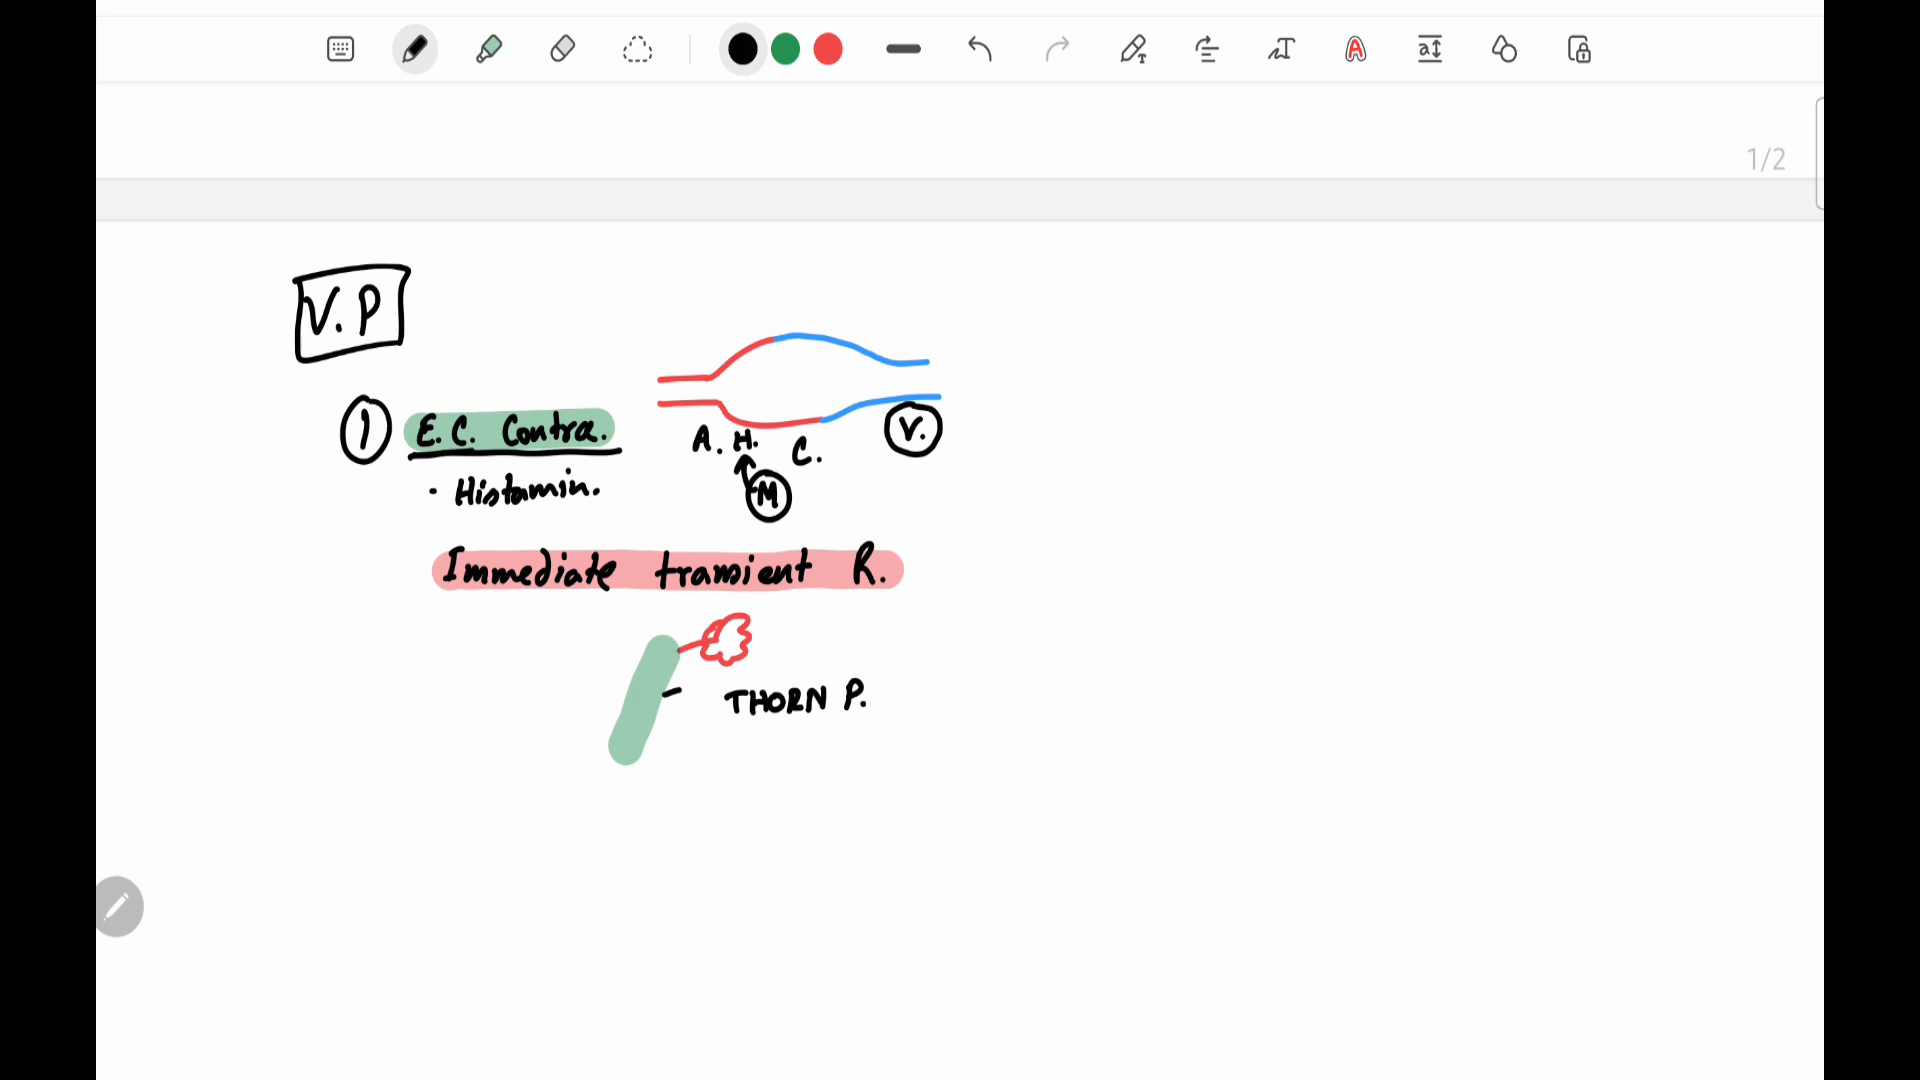 1/2
V.P
1 E.C. Contra.
A. H. C. V.
· Histamin.
M
Immediate transient R.
THORN P.